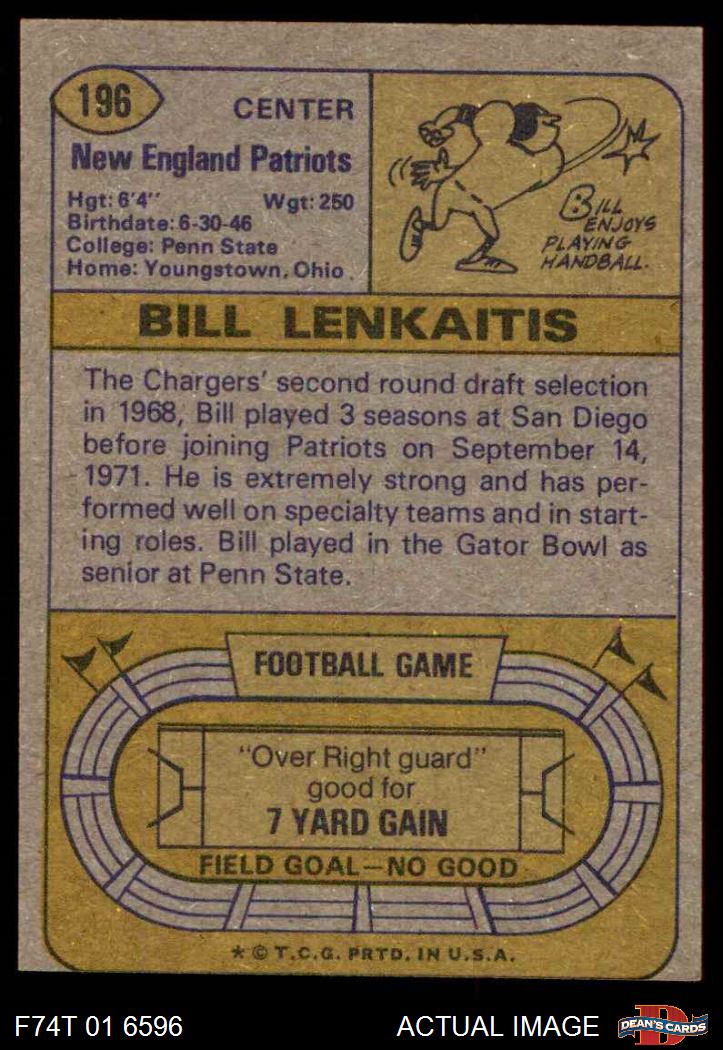 196
CENTER
New England Patriots
Hgt: 6'4" Wgt: 250
Birthdate: 6-30-46
College: Penn State
Home: Youngstown, Ohio
BILL ENJOYS
PLAYING
HANDBALL.
BILL LENKAITIS
The Chargers' second round draft selection
in 1968, Bill played 3 seasons at San Diego
before joining Patriots on September 14,
1971. He is extremely strong and has per-
formed well on specialty teams and in start-
ing roles. Bill played in the Gator Bowl as
senior at Penn State.
FOOTBALL GAME
"Over Right guard"
good for
7 YARD GAIN
FIELD GOAL—NO GOOD
* © T.C.G. PRTD. IN U.S.A.
F74T 01 6596
ACTUAL IMAGE
D
DEAN'S CARDS